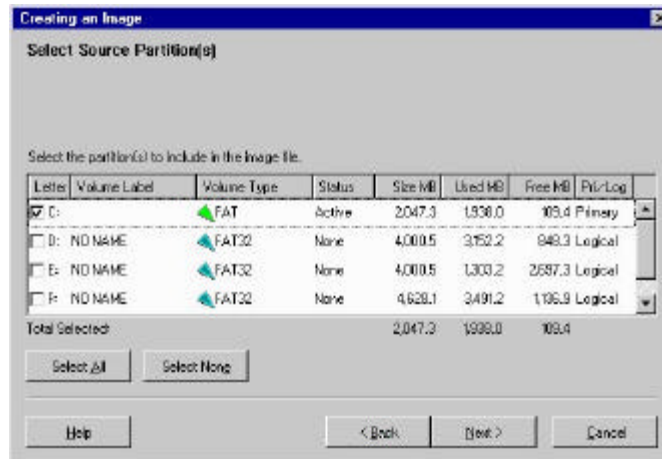 Creating an Image
Select Source Partition(s)
Select the partition(s) to include in the image file.
Letter Volume Label Volume Type Status Size MB Used MB Free MB Pri/Log
C: FAT Active 2,047.3 1,938.0 109.4 Primary
D: NO NAME FAT32 None 4,000.5 3,152.2 848.3 Logical
E: NO NAME FAT32 None 4,000.5 1,303.2 2,697.3 Logical
F: NO NAME FAT32 None 4,628.1 3,491.2 1,136.9 Logical
Total Selected: 2,047.3 1,938.0 109.4
Select All Select None
Help < Back Next > Cancel